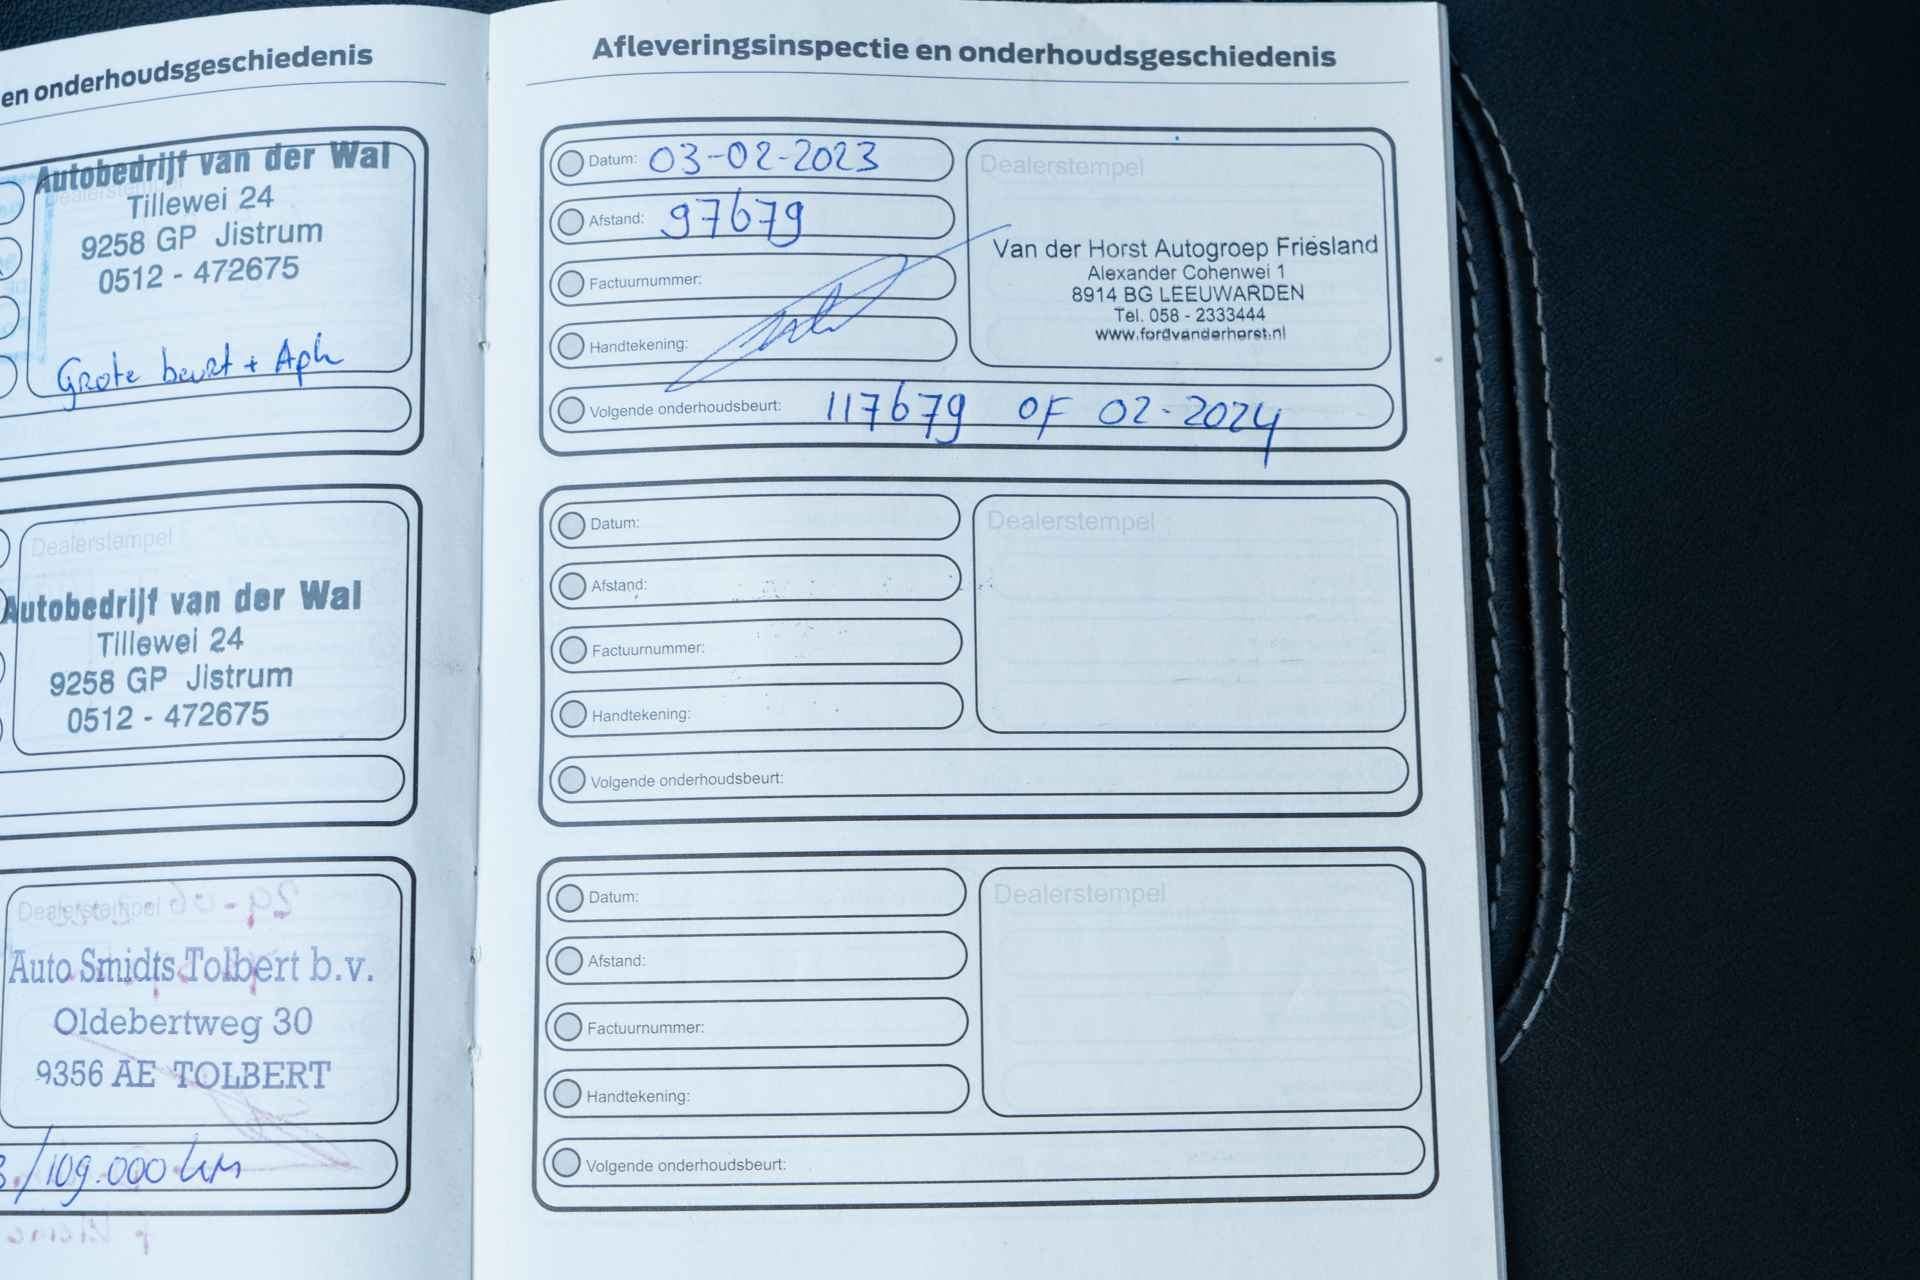 en onderhoudsgeschiedenis
Autobedrijf van der Wal
Dealerstempel
Tillewei 24
9258 GP Jistrum
0512 - 472675
Grote beurt + Apk
Dealerstempel
Autobedrijf van der Wal
Tillewei 24
9258 GP Jistrum
0512 - 472675
Dealerstempel
Auto Smidts Tolbert b.v.
Oldebertweg 30
9356 AE TOLBERT
/109.000 km
Afleveringsinspectie en onderhoudsgeschiedenis
Datum: 03-02-2023
Afstand: 97679
Factuurnummer:
Handtekening:
Dealerstempel
Van der Horst Autogroep Friesland
Alexander Cohenwei 1
8914 BG LEEUWARDEN
Tel. 058 - 2333444
www.fordvanderhorst.nl
Volgende onderhoudsbeurt: 117679 OF 02-2024
Datum:
Afstand:
Factuurnummer:
Handtekening:
Dealerstempel
Volgende onderhoudsbeurt:
Datum:
Afstand:
Factuurnummer:
Handtekening:
Dealerstempel
Volgende onderhoudsbeurt: